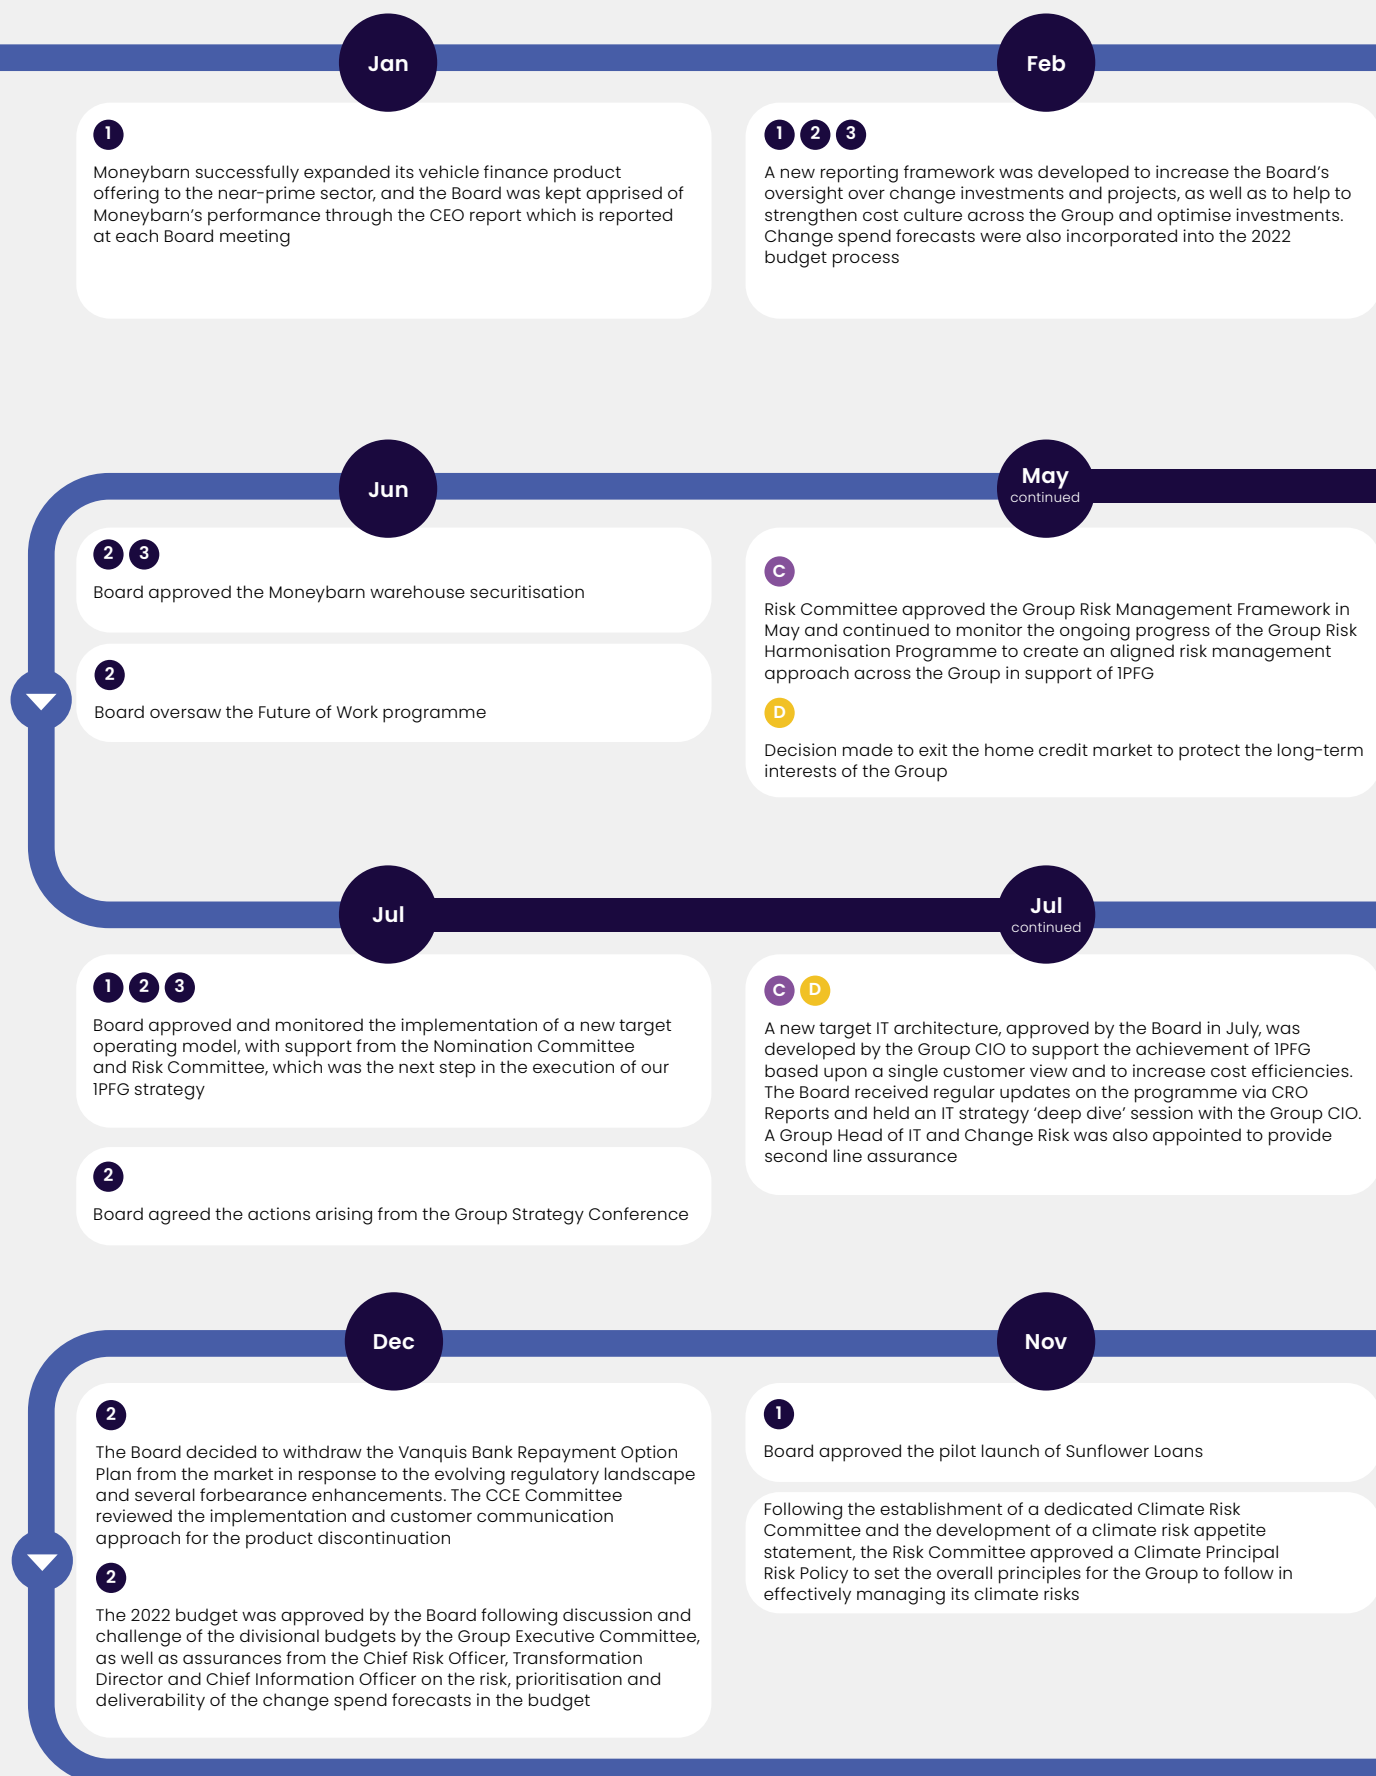 Jan
1
Moneybarn successfully expanded its vehicle finance product
offering to the near-prime sector, and the Board was kept apprised of
Moneybarn's performance through the CEO report which is reported
at each Board meeting
Feb
1 2 3
A new reporting framework was developed to increase the Board's
oversight over change investments and projects, as well as to help to
strengthen cost culture across the Group and optimise investments.
Change spend forecasts were also incorporated into the 2022
budget process
Jun
2 3
Board approved the Moneybarn warehouse securitisation
2
Board oversaw the Future of Work programme
May
continued
C
Risk Committee approved the Group Risk Management Framework in
May and continued to monitor the ongoing progress of the Group Risk
Harmonisation Programme to create an aligned risk management
approach across the Group in support of 1PFG
D
Decision made to exit the home credit market to protect the long-term
interests of the Group
Jul
1 2 3
Board approved and monitored the implementation of a new target
operating model, with support from the Nomination Committee
and Risk Committee, which was the next step in the execution of our
1PFG strategy
2
Board agreed the actions arising from the Group Strategy Conference
Jul
continued
C D
A new target IT architecture, approved by the Board in July, was
developed by the Group CIO to support the achievement of 1PFG
based upon a single customer view and to increase cost efficiencies.
The Board received regular updates on the programme via CRO
Reports and held an IT strategy ‘deep dive’ session with the Group CIO.
A Group Head of IT and Change Risk was also appointed to provide
second line assurance
Dec
2
The Board decided to withdraw the Vanquis Bank Repayment Option
Plan from the market in response to the evolving regulatory landscape
and several forbearance enhancements. The CCE Committee
reviewed the implementation and customer communication
approach for the product discontinuation
2
The 2022 budget was approved by the Board following discussion and
challenge of the divisional budgets by the Group Executive Committee,
as well as assurances from the Chief Risk Officer, Transformation
Director and Chief Information Officer on the risk, prioritisation and
deliverability of the change spend forecasts in the budget
Nov
1
Board approved the pilot launch of Sunflower Loans
Following the establishment of a dedicated Climate Risk
Committee and the development of a climate risk appetite
statement, the Risk Committee approved a Climate Principal
Risk Policy to set the overall principles for the Group to follow in
effectively managing its climate risks